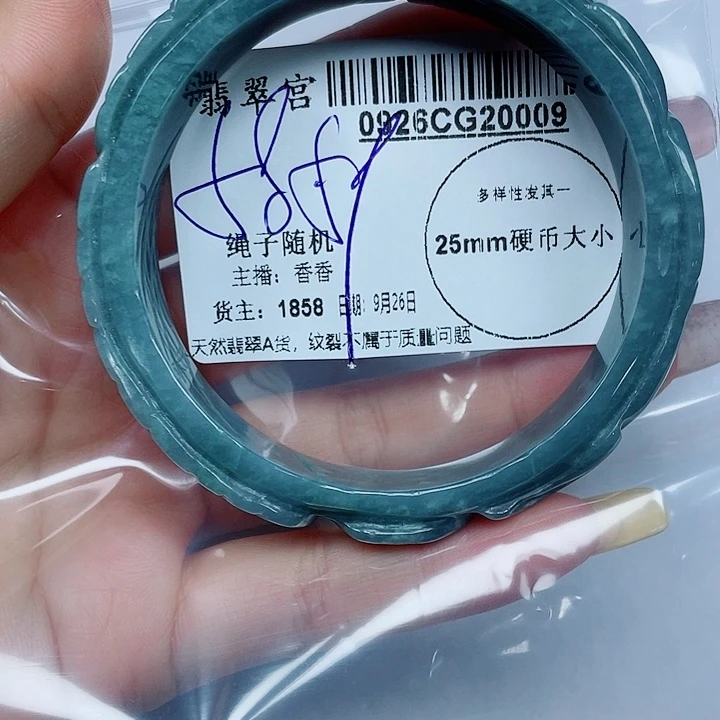 翡翠宫
0926CG20009
多样性发其一
25mm硬币大小
绳子随机
主播：香香
货主：1858 日期：9月26日
天然翡翠A货，纹裂不属于质量问题